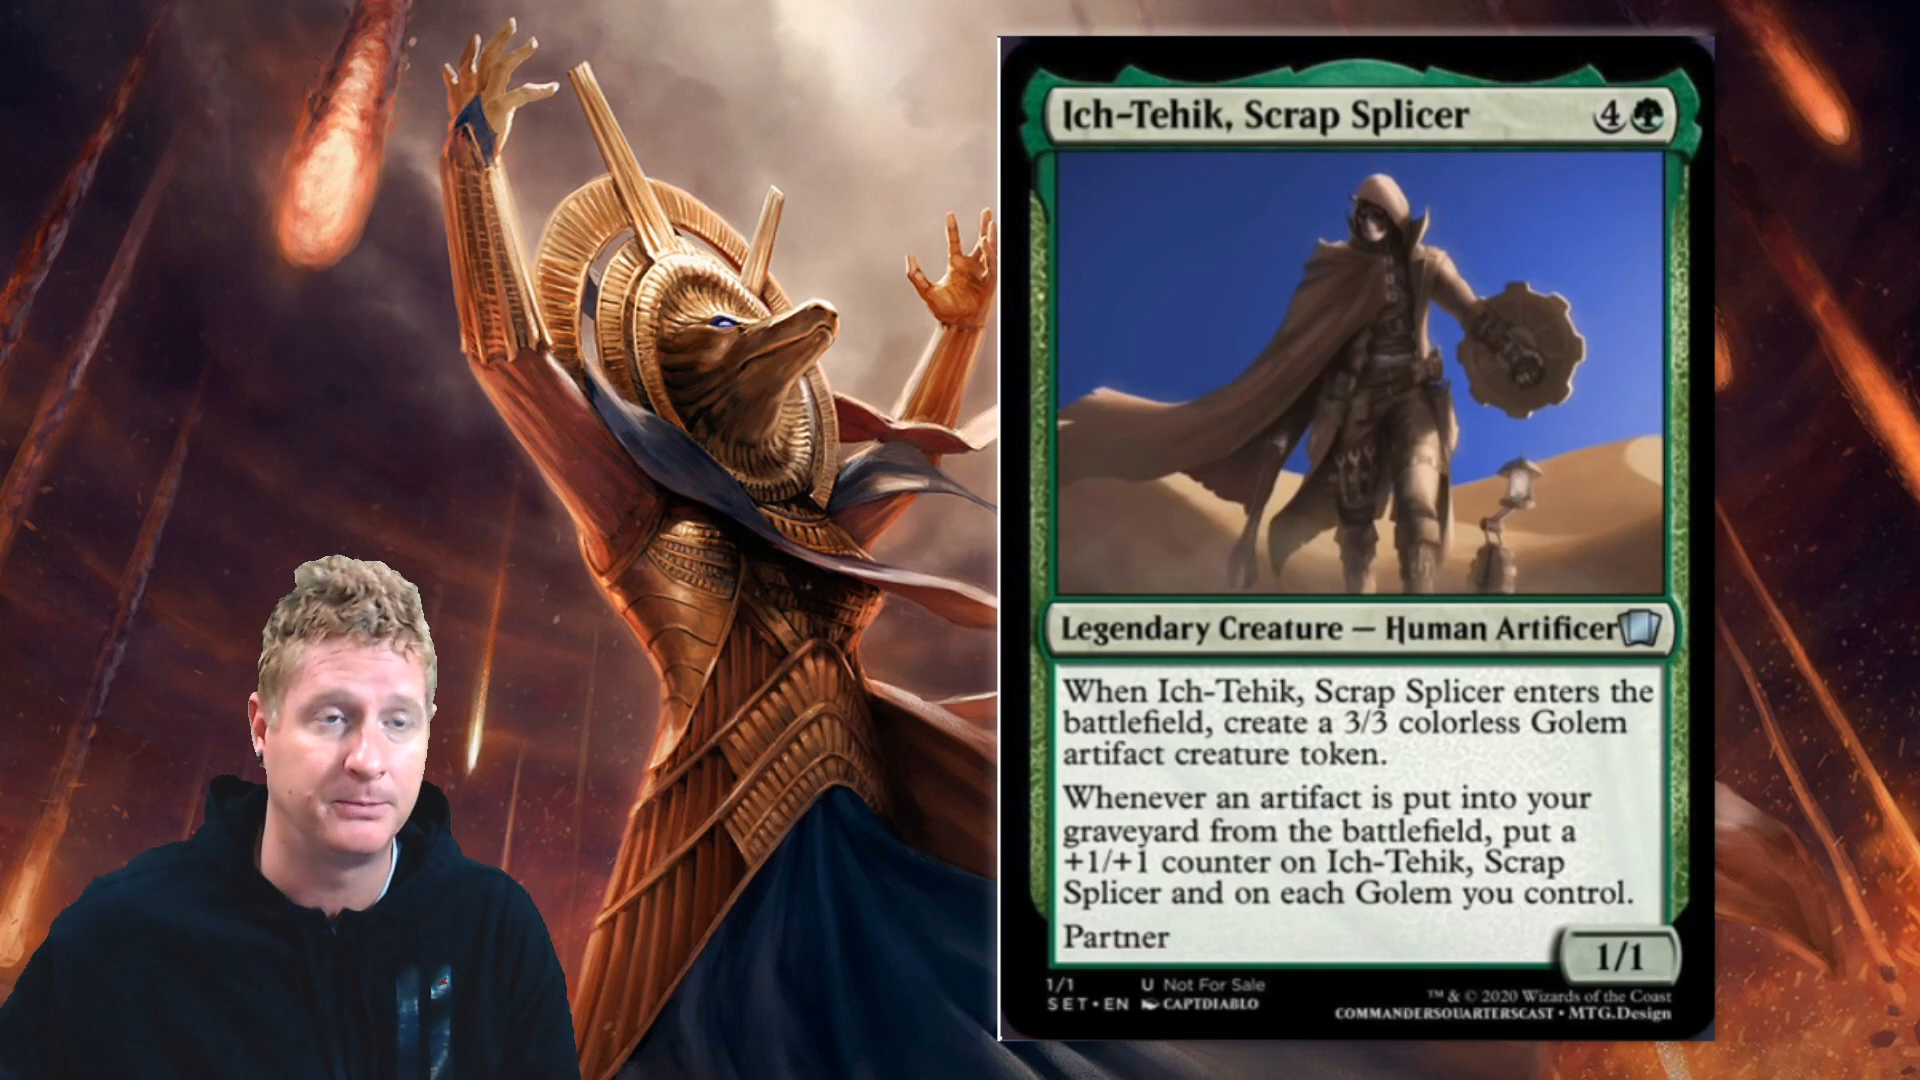 Ich-Tehik, Scrap Splicer 4
Legendary Creature — Human Artificer
When Ich-Tehik, Scrap Splicer enters the
battlefield, create a 3/3 colorless Golem
artifact creature token.
Whenever an artifact is put into your
graveyard from the battlefield, put a
+1/+1 counter on Ich-Tehik, Scrap
Splicer and on each Golem you control.
Partner
1/1
1/1 U Not For Sale
SET • EN CAPTDIABLO
™ & © 2020 Wizards of the Coast
COMMANDERSQUARTERSCAST • MTG.Design